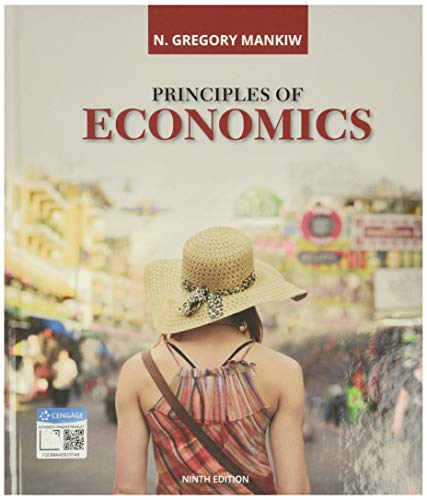 N. GREGORY MANKIW
PRINCIPLES OF
ECONOMICS
CENGAGE
NINTH EDITION